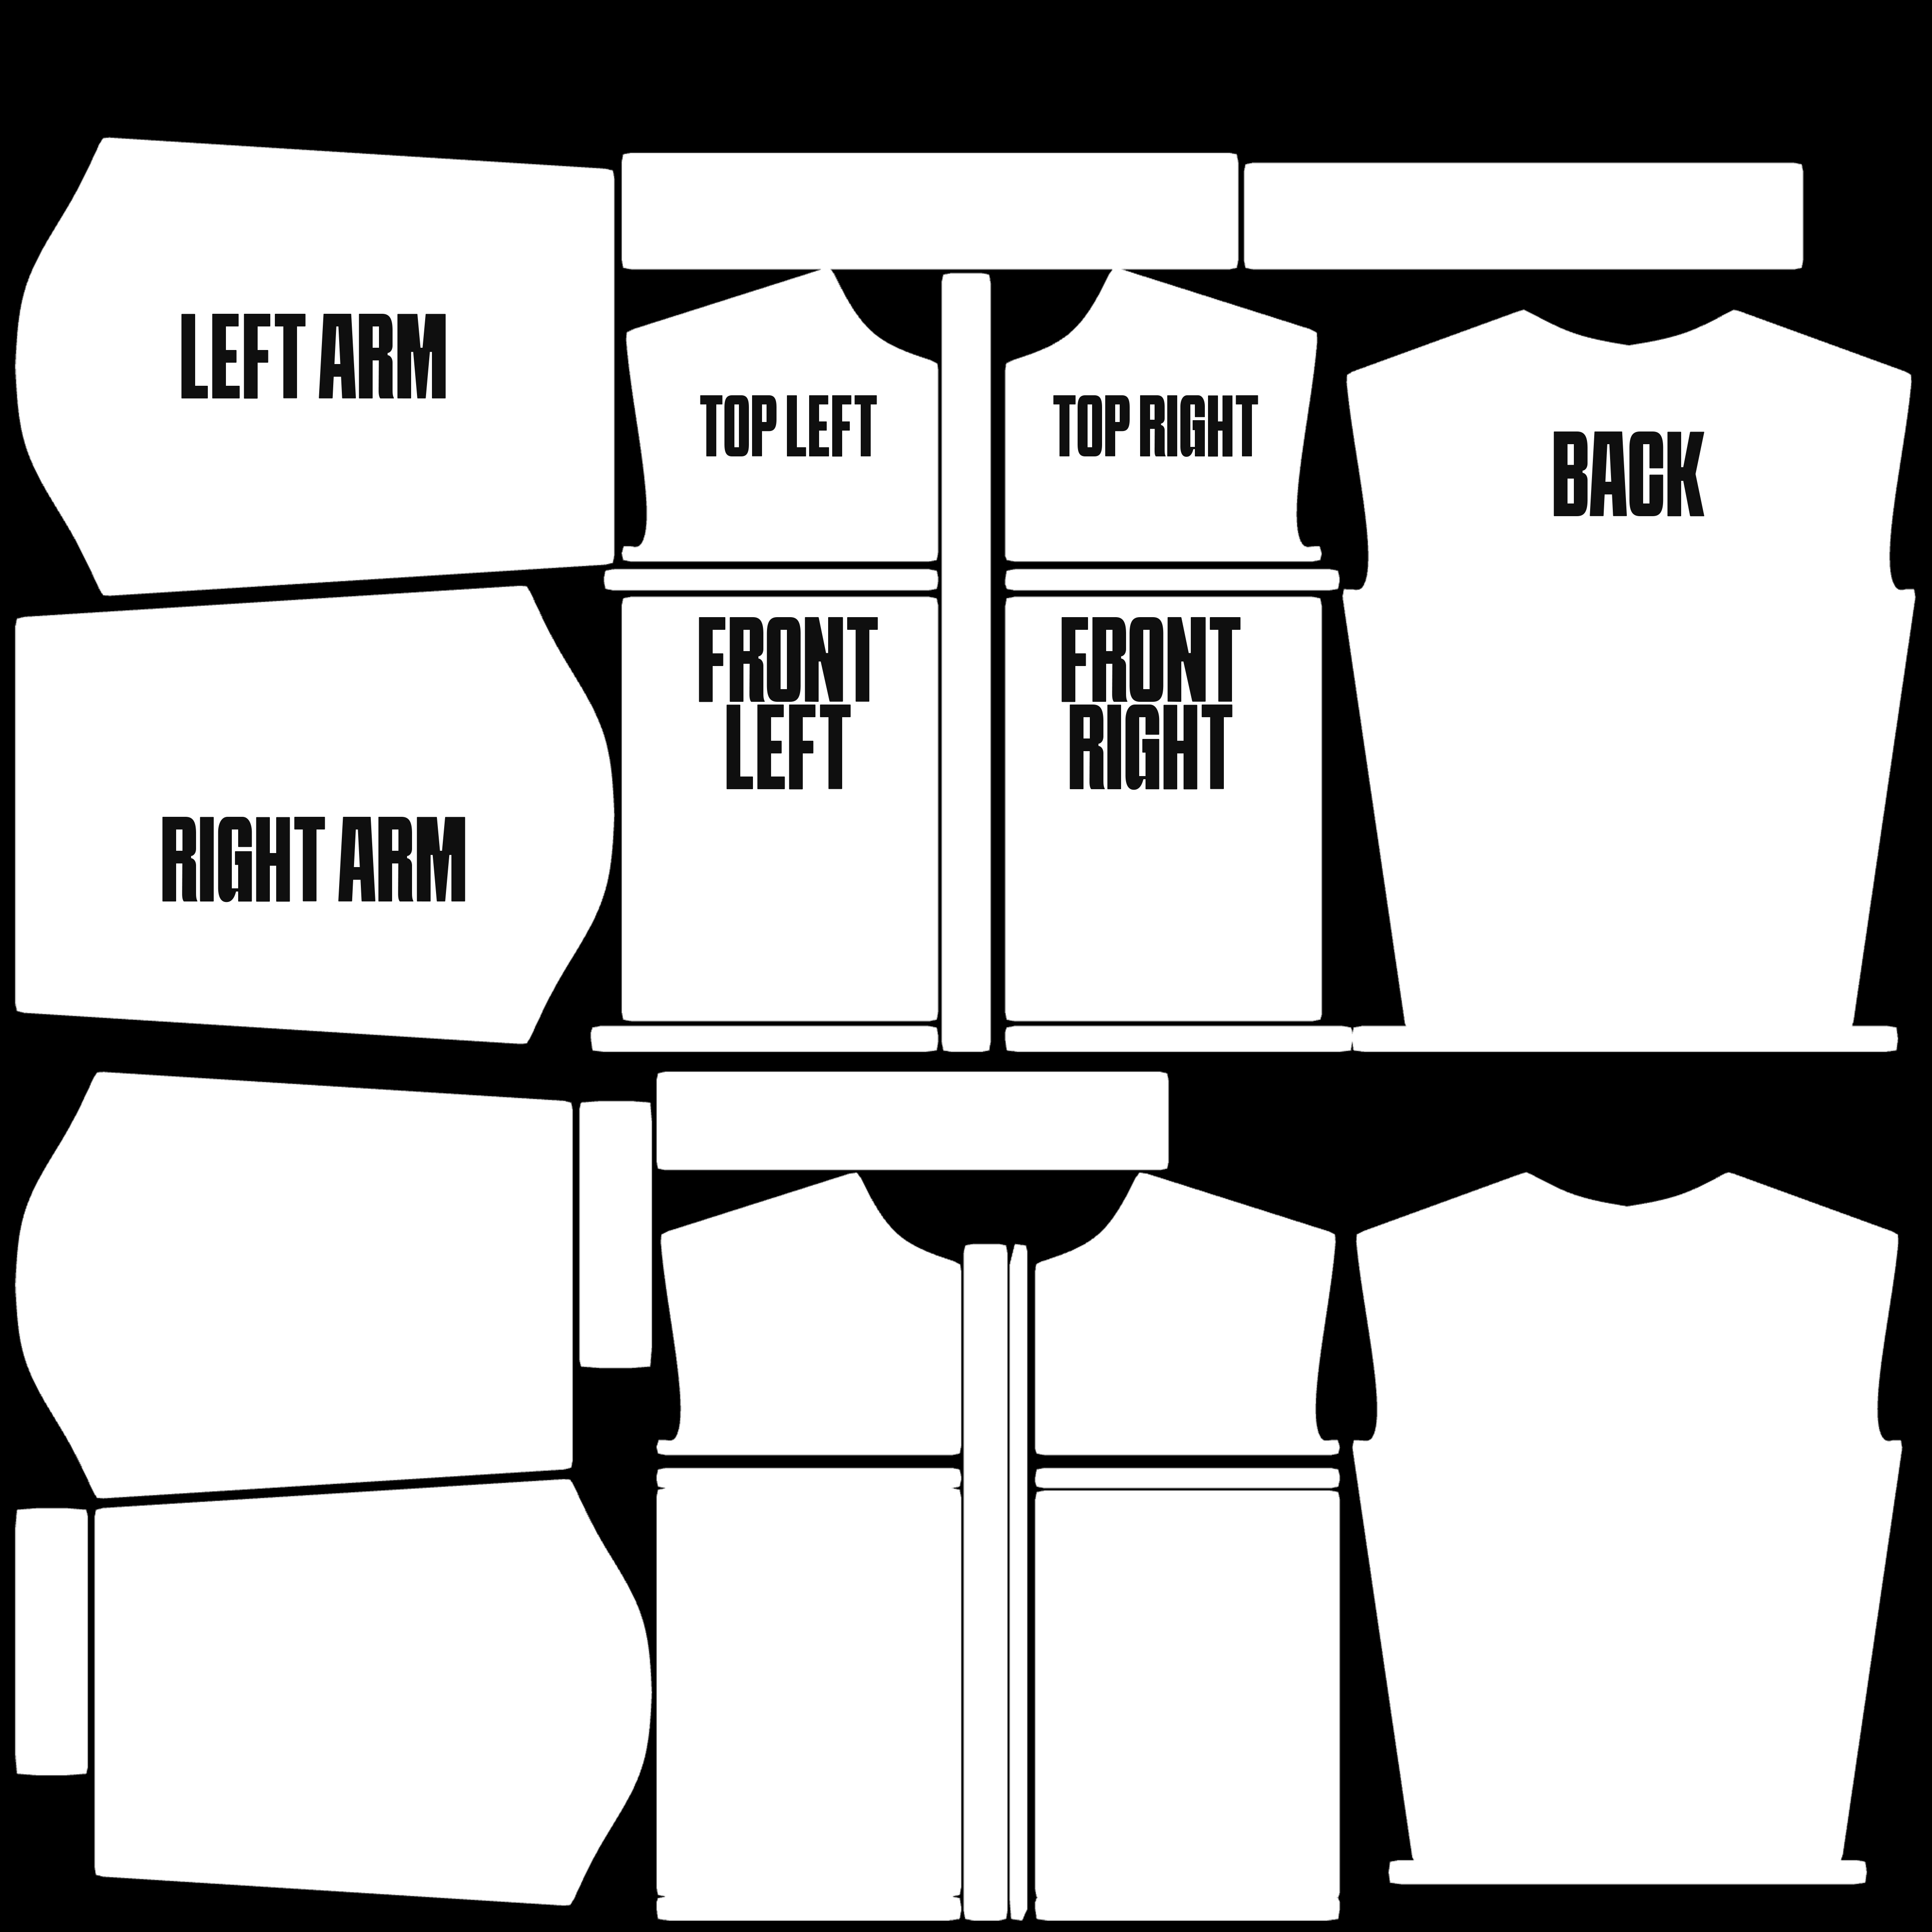 LEFT ARM
TOP LEFT
TOP RIGHT
BACK
FRONT
LEFT
FRONT
RIGHT
RIGHT ARM